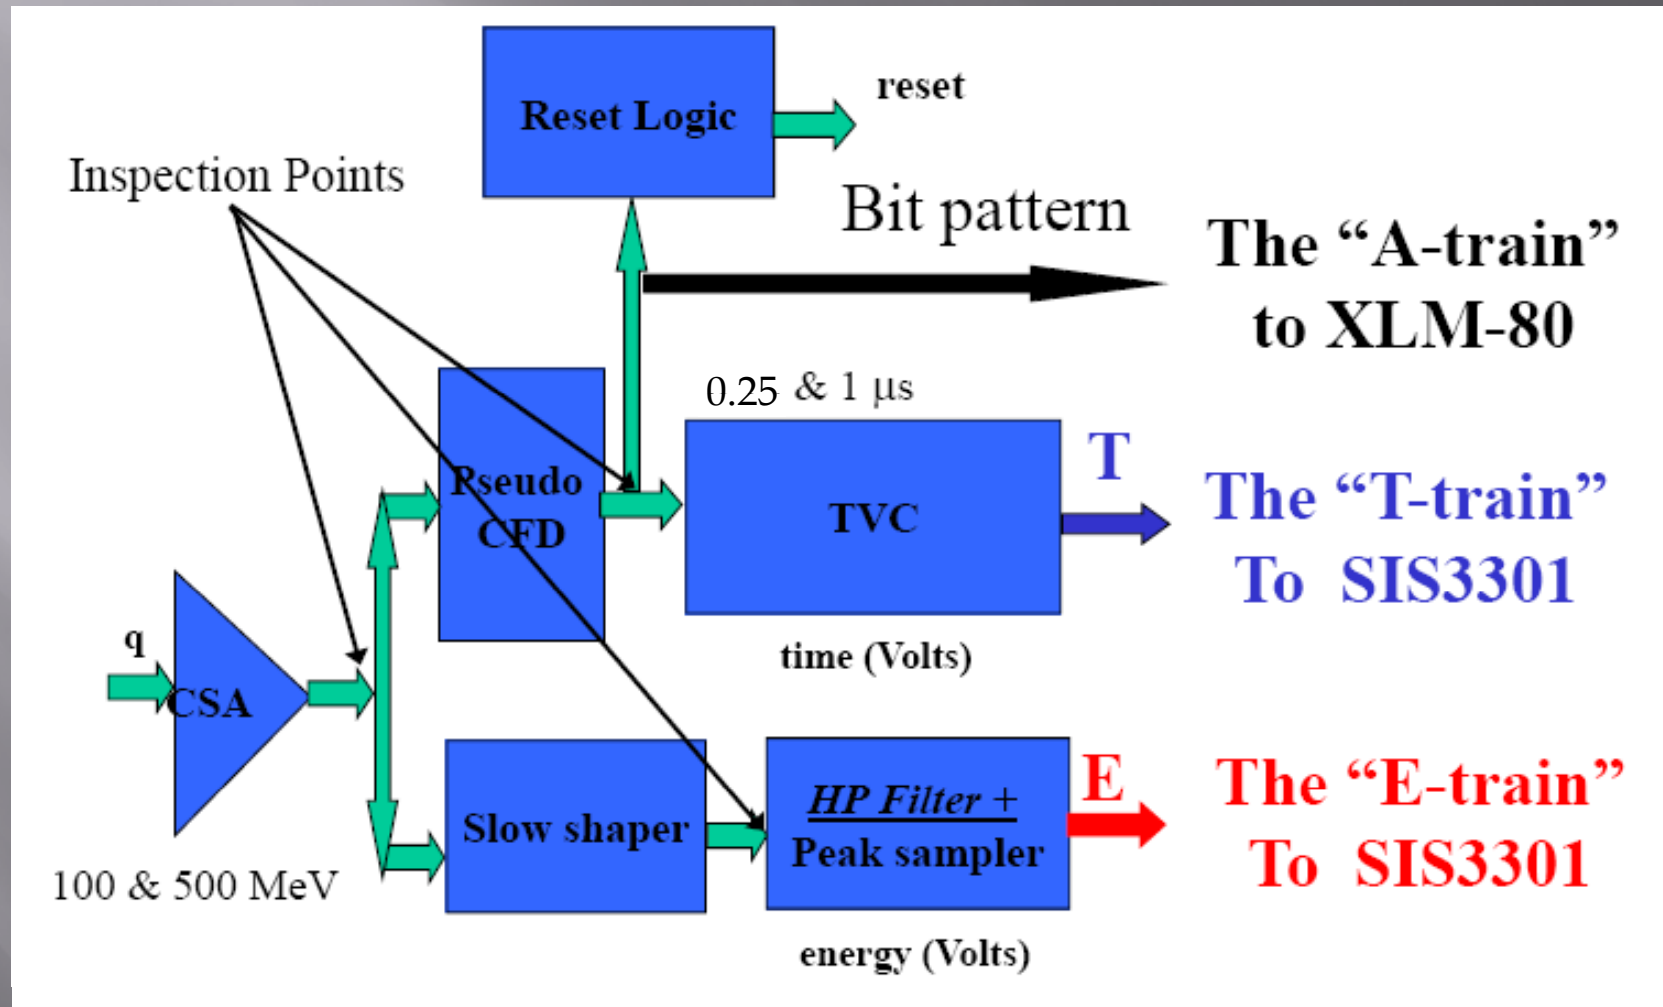 Reset Logic
reset
Inspection Points
Bit pattern
The “A-train”
to XLM-80
0.25 & 1 μs
Pseudo
CFD
TVC
T
The “T-train”
To SIS3301
time (Volts)
q
CSA
100 & 500 MeV
Slow shaper
HP Filter +
Peak sampler
E
The “E-train”
To SIS3301
energy (Volts)